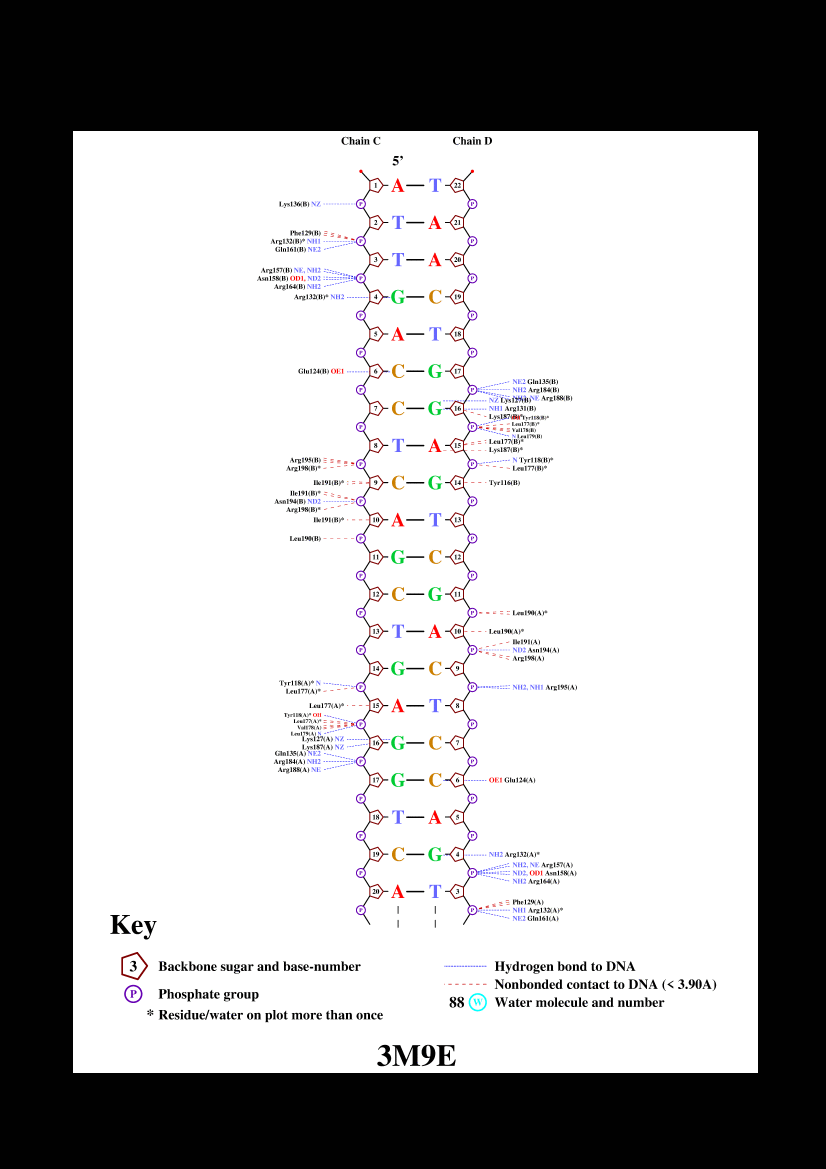 Chain C Chain D
5'
1 A T 22
Lys136(B) NZ P P
2 T A 21
Phe129(B)
Arg132(B)* NH1 P P
Gln161(B) NE2
3 T A 20
Arg157(B) NE, NH2
Asn158(B) OD1, ND2 P P
Arg164(B) NH2
Arg132(B)* NH2 4 G C 19
P P
5 A T 18
P P
Glu124(B) OE1 6 C G 17
NE2 Gln135(B)
P P NH2 Arg184(B)
NH2, NE Arg188(B)
NZ Lys127(B)
7 C G 16 NH1 Arg131(B)
Lys187(B)*
Tyr118(B)*
Leu177(B)*
P P Val178(B)
N Leu179(B)
Leu177(B)*
8 T A 15
Lys187(B)*
Arg195(B) N Tyr118(B)*
P P
Arg198(B)* Leu177(B)*
Ile191(B)* 9 C G 14 Tyr116(B)
Ile191(B)*
Asn194(B) ND2 P P
Arg198(B)*
Ile191(B)* 10 A T 13
Leu190(B) P P
11 G C 12
P P
12 C G 11
P P Leu190(A)*
13 T A 10 Leu190(A)*
Ile191(A)
P P ND2 Asn194(A)
Arg198(A)
14 G C 9
Tyr118(A)* N
P P NH2, NH1 Arg195(A)
Leu177(A)*
Leu177(A)* 15 A T 8
Tyr118(A)* OH
Leu177(A)*
P P
Val178(A)
Leu179(A) N
Lys127(A) NZ
16 G C 7
Lys187(A) NZ
Gln135(A) NE2
Arg184(A) NH2 P P
Arg188(A) NE
17 G C 6 OE1 Glu124(A)
P P
18 T A 5
P P
19 C G 4 NH2 Arg132(A)*
NH2, NE Arg157(A)
P P ND2, OD1 Asn158(A)
NH2 Arg164(A)
20 A T 3
Phe129(A)
P P NH1 Arg132(A)*
NE2 Gln161(A)
Key
3 Backbone sugar and base-number
P Phosphate group
* Residue/water on plot more than once
Hydrogen bond to DNA
Nonbonded contact to DNA (< 3.90A)
88 W Water molecule and number
3M9E